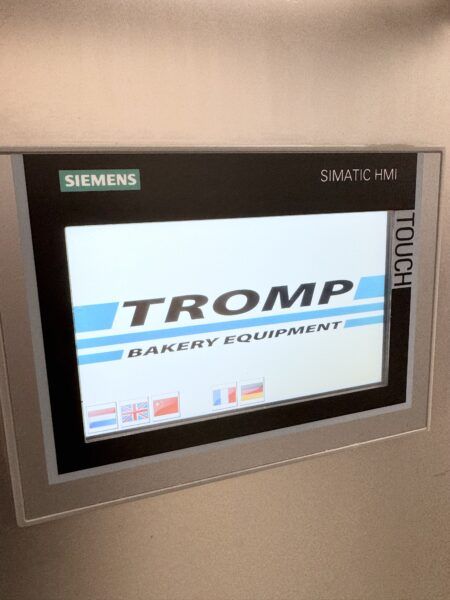 SIEMENS
SIMATIC HMI
TOUCH
TROMP
BAKERY EQUIPMENT